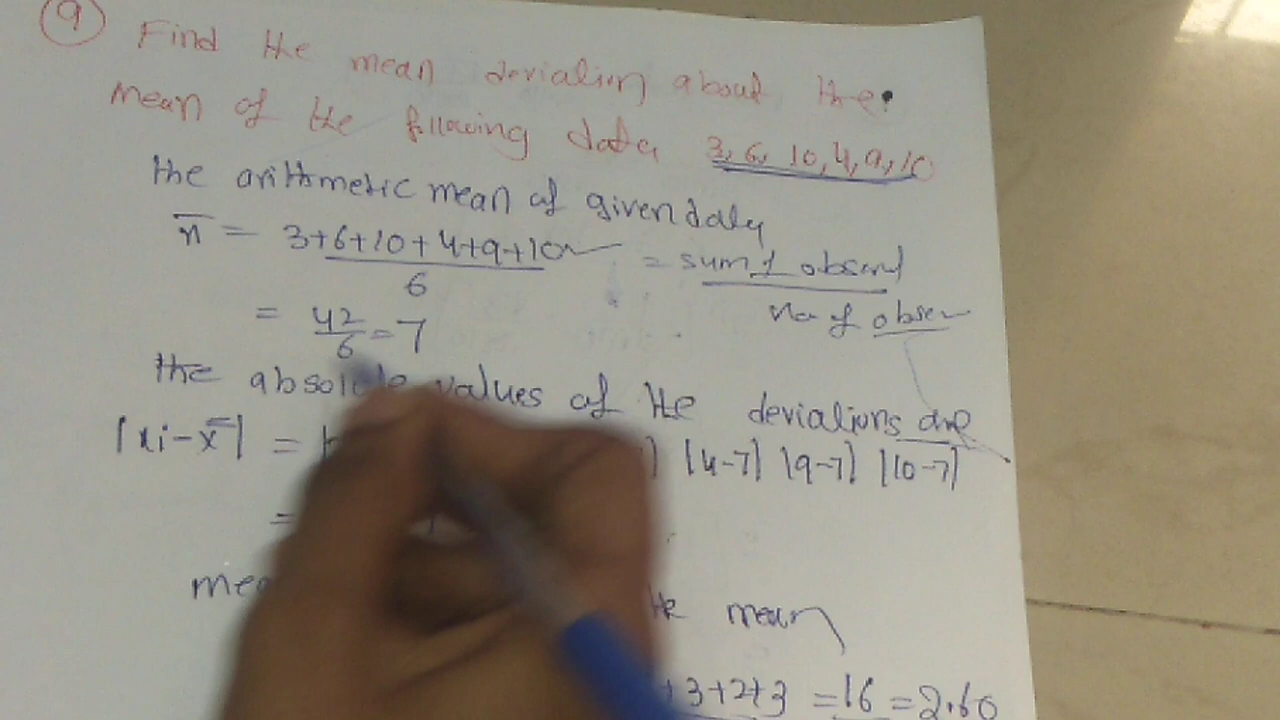 9 Find the mean deviation about the
mean of the following data 3, 6, 10, 4, 9, 10
the arithmetic mean of given data
x̄ = 3+6+10+4+9+10 = sum of obser
6 no of obser
= 42/6 = 7
the absolute values of the deviations are
|xi-x̄| = |4-7| |9-7| |10-7|
=
the mean
+3+2+3 = 16 = 2.60